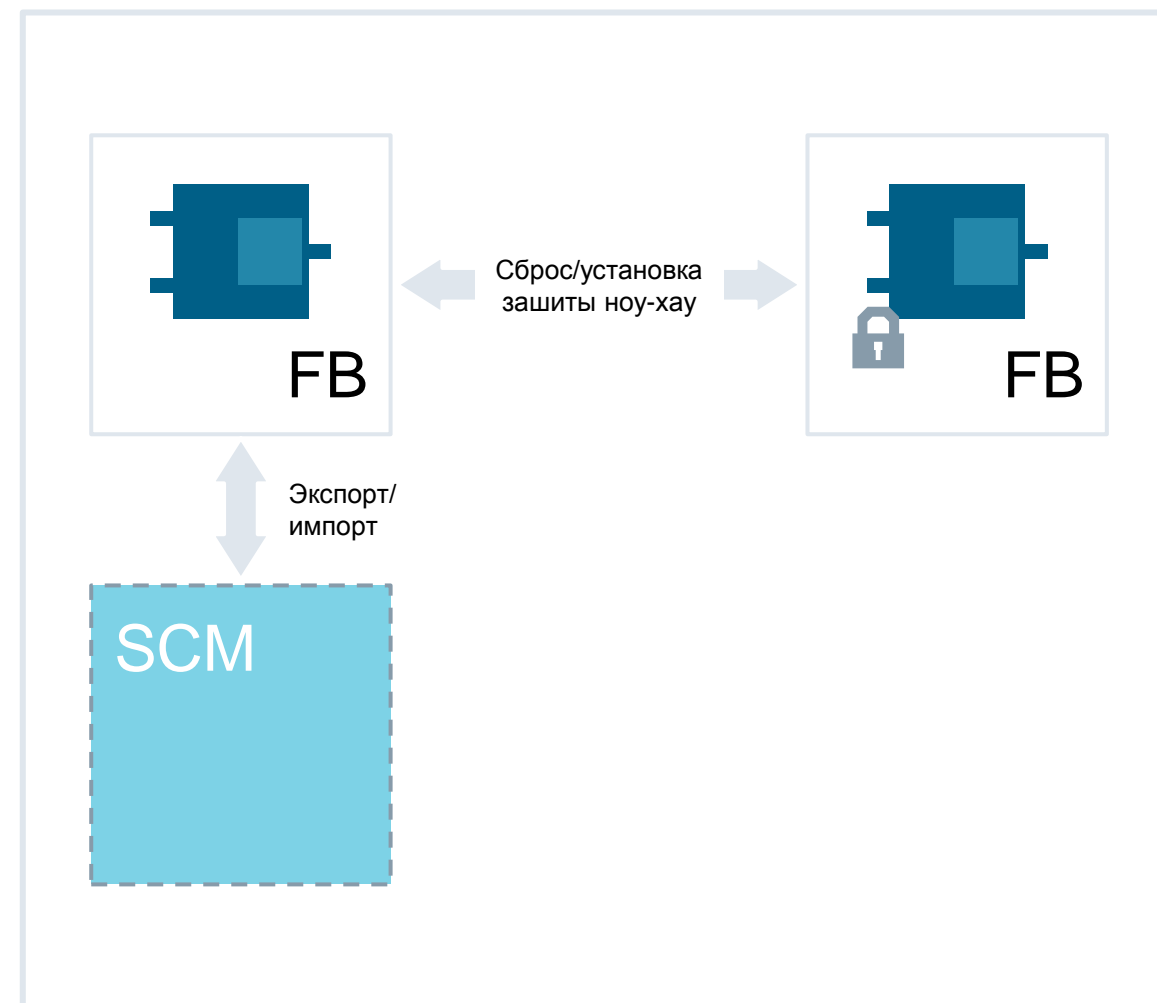 Сброс/установка
зашиты ноу-хау
FB
FB
Экспорт/
импорт
SCM